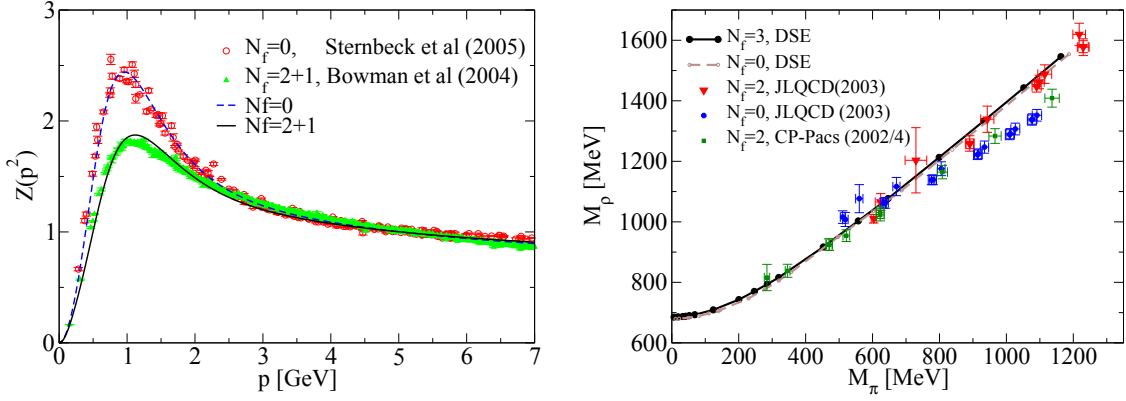 3
N_f=0, Sternbeck et al (2005)
N_f=2+1, Bowman et al (2004)
Nf=0
Nf=2+1
2
Z(p²)
1
0
0 1 2 3 4 5 6 7
p [GeV]
1600
N_f=3, DSE
N_f=0, DSE
N_f=2, JLQCD(2003)
N_f=0, JLQCD (2003)
N_f=2, CP-Pacs (2002/4)
1400
1200
M_ρ [MeV]
1000
800
600
0 200 400 600 800 1000 1200
M_π [MeV]